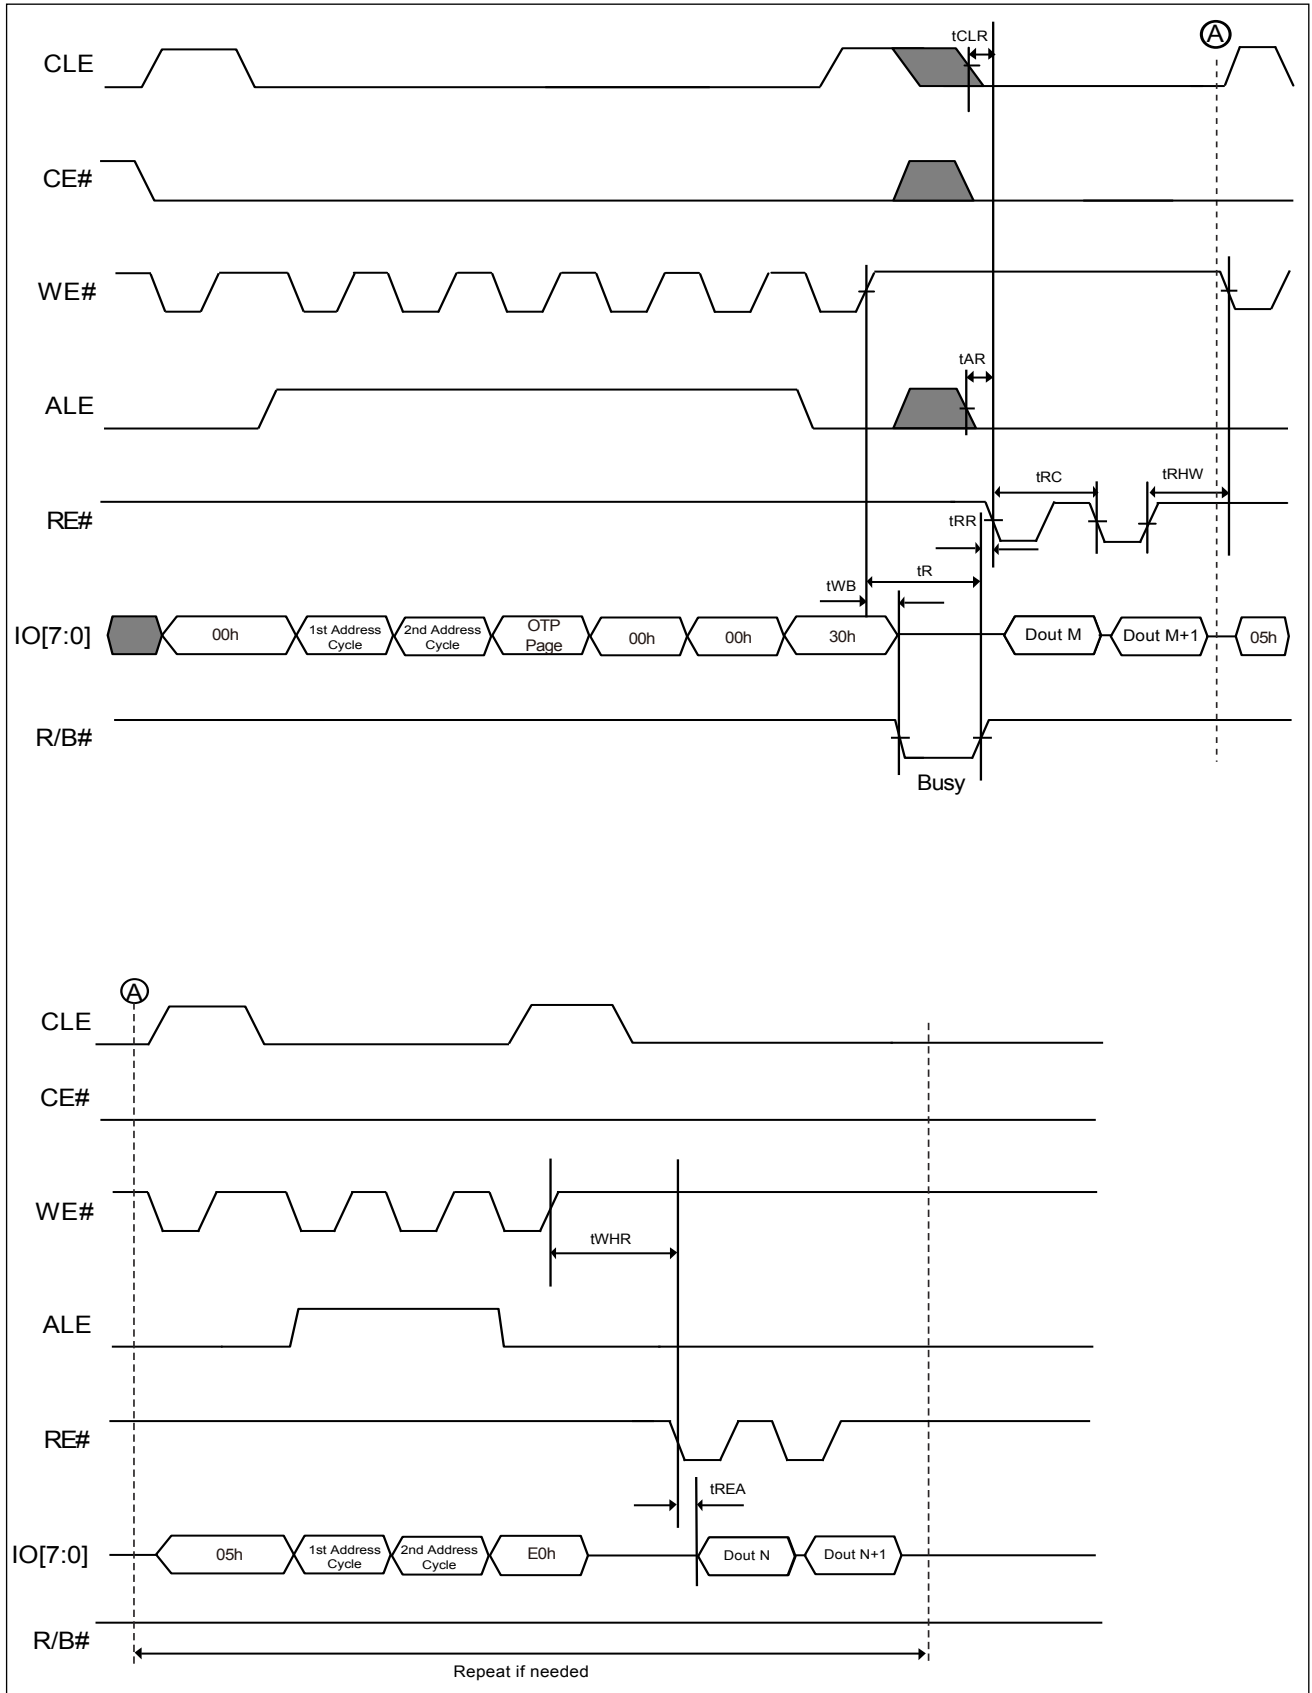 tCLR
A
CLE
CE#
WE#
tAR
ALE
tRC
tRHW
RE#
tRR
tR
tWB
IO[7:0]
00h
1st Address
Cycle
2nd Address
Cycle
OTP
Page
00h
00h
30h
Dout M
Dout M+1
05h
R/B#
Busy
A
CLE
CE#
WE#
tWHR
ALE
RE#
tREA
IO[7:0]
05h
1st Address
Cycle
2nd Address
Cycle
E0h
Dout N
Dout N+1
R/B#
Repeat if needed